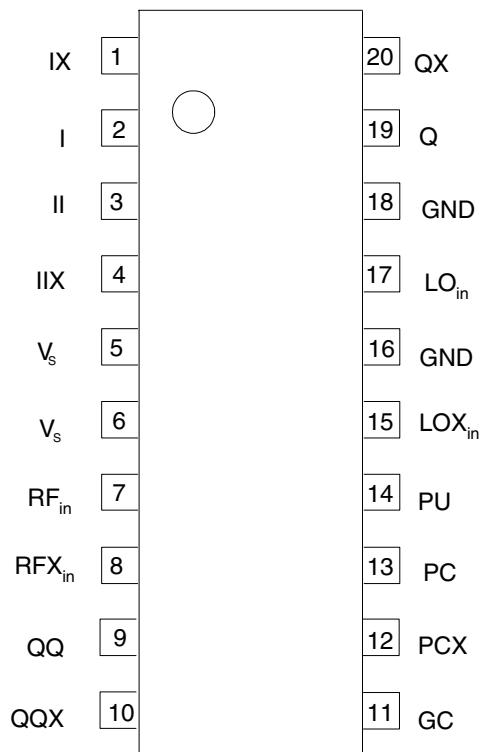 IX 1 20 QX
I 2 19 Q
II 3 18 GND
IIX 4 17 LOin
Vs 5 16 GND
Vs 6 15 LOXin
RFin 7 14 PU
RFXin 8 13 PC
QQ 9 12 PCX
QQX 10 11 GC